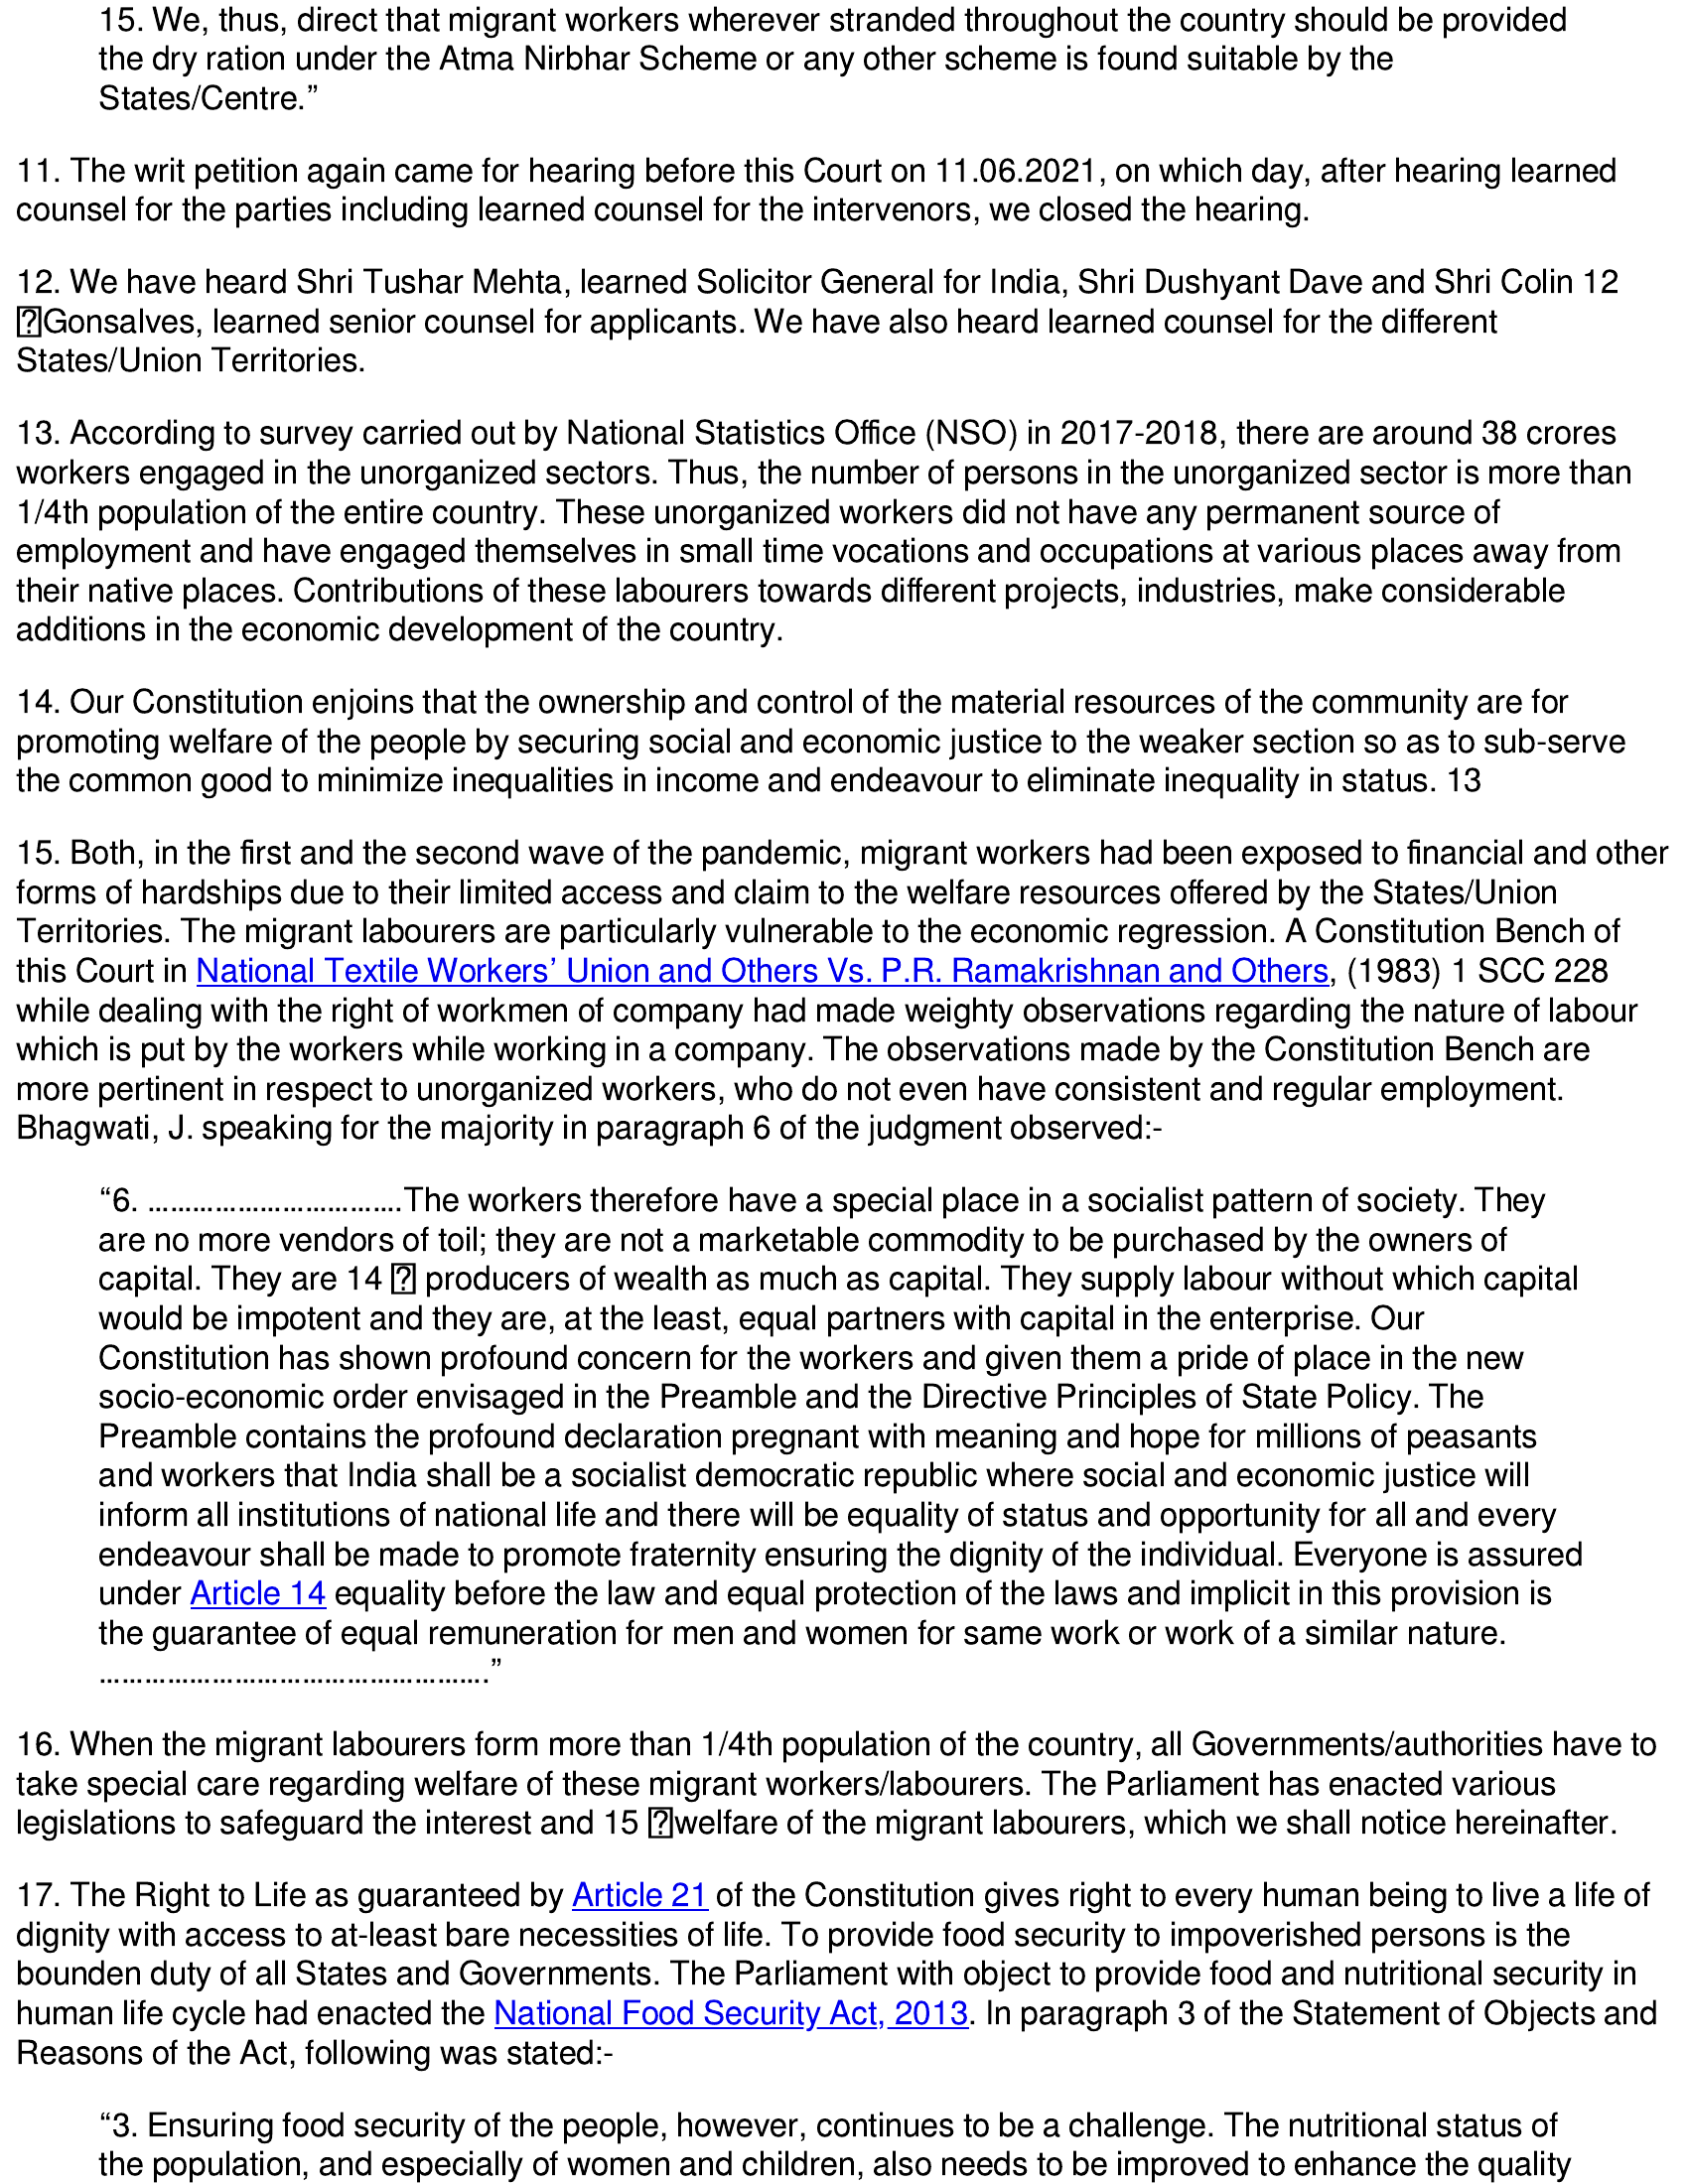 15. We, thus, direct that migrant workers wherever stranded throughout the country should be provided
the dry ration under the Atma Nirbhar Scheme or any other scheme is found suitable by the
States/Centre.”
11. The writ petition again came for hearing before this Court on 11.06.2021, on which day, after hearing learned
counsel for the parties including learned counsel for the intervenors, we closed the hearing.
12. We have heard Shri Tushar Mehta, learned Solicitor General for India, Shri Dushyant Dave and Shri Colin 12
⍰Gonsalves, learned senior counsel for applicants. We have also heard learned counsel for the different
States/Union Territories.
13. According to survey carried out by National Statistics Office (NSO) in 2017-2018, there are around 38 crores
workers engaged in the unorganized sectors. Thus, the number of persons in the unorganized sector is more than
1/4th population of the entire country. These unorganized workers did not have any permanent source of
employment and have engaged themselves in small time vocations and occupations at various places away from
their native places. Contributions of these labourers towards different projects, industries, make considerable
additions in the economic development of the country.
14. Our Constitution enjoins that the ownership and control of the material resources of the community are for
promoting welfare of the people by securing social and economic justice to the weaker section so as to sub-serve
the common good to minimize inequalities in income and endeavour to eliminate inequality in status. 13
15. Both, in the first and the second wave of the pandemic, migrant workers had been exposed to financial and other
forms of hardships due to their limited access and claim to the welfare resources offered by the States/Union
Territories. The migrant labourers are particularly vulnerable to the economic regression. A Constitution Bench of
this Court in National Textile Workers’ Union and Others Vs. P.R. Ramakrishnan and Others, (1983) 1 SCC 228
while dealing with the right of workmen of company had made weighty observations regarding the nature of labour
which is put by the workers while working in a company. The observations made by the Constitution Bench are
more pertinent in respect to unorganized workers, who do not even have consistent and regular employment.
Bhagwati, J. speaking for the majority in paragraph 6 of the judgment observed:-
“6. …………………………….The workers therefore have a special place in a socialist pattern of society. They
are no more vendors of toil; they are not a marketable commodity to be purchased by the owners of
capital. They are 14 ⍰ producers of wealth as much as capital. They supply labour without which capital
would be impotent and they are, at the least, equal partners with capital in the enterprise. Our
Constitution has shown profound concern for the workers and given them a pride of place in the new
socio-economic order envisaged in the Preamble and the Directive Principles of State Policy. The
Preamble contains the profound declaration pregnant with meaning and hope for millions of peasants
and workers that India shall be a socialist democratic republic where social and economic justice will
inform all institutions of national life and there will be equality of status and opportunity for all and every
endeavour shall be made to promote fraternity ensuring the dignity of the individual. Everyone is assured
under Article 14 equality before the law and equal protection of the laws and implicit in this provision is
the guarantee of equal remuneration for men and women for same work or work of a similar nature.
…………………………………………….”
16. When the migrant labourers form more than 1/4th population of the country, all Governments/authorities have to
take special care regarding welfare of these migrant workers/labourers. The Parliament has enacted various
legislations to safeguard the interest and 15 ⍰welfare of the migrant labourers, which we shall notice hereinafter.
17. The Right to Life as guaranteed by Article 21 of the Constitution gives right to every human being to live a life of
dignity with access to at-least bare necessities of life. To provide food security to impoverished persons is the
bounden duty of all States and Governments. The Parliament with object to provide food and nutritional security in
human life cycle had enacted the National Food Security Act, 2013. In paragraph 3 of the Statement of Objects and
Reasons of the Act, following was stated:-
“3. Ensuring food security of the people, however, continues to be a challenge. The nutritional status of
the population, and especially of women and children, also needs to be improved to enhance the quality